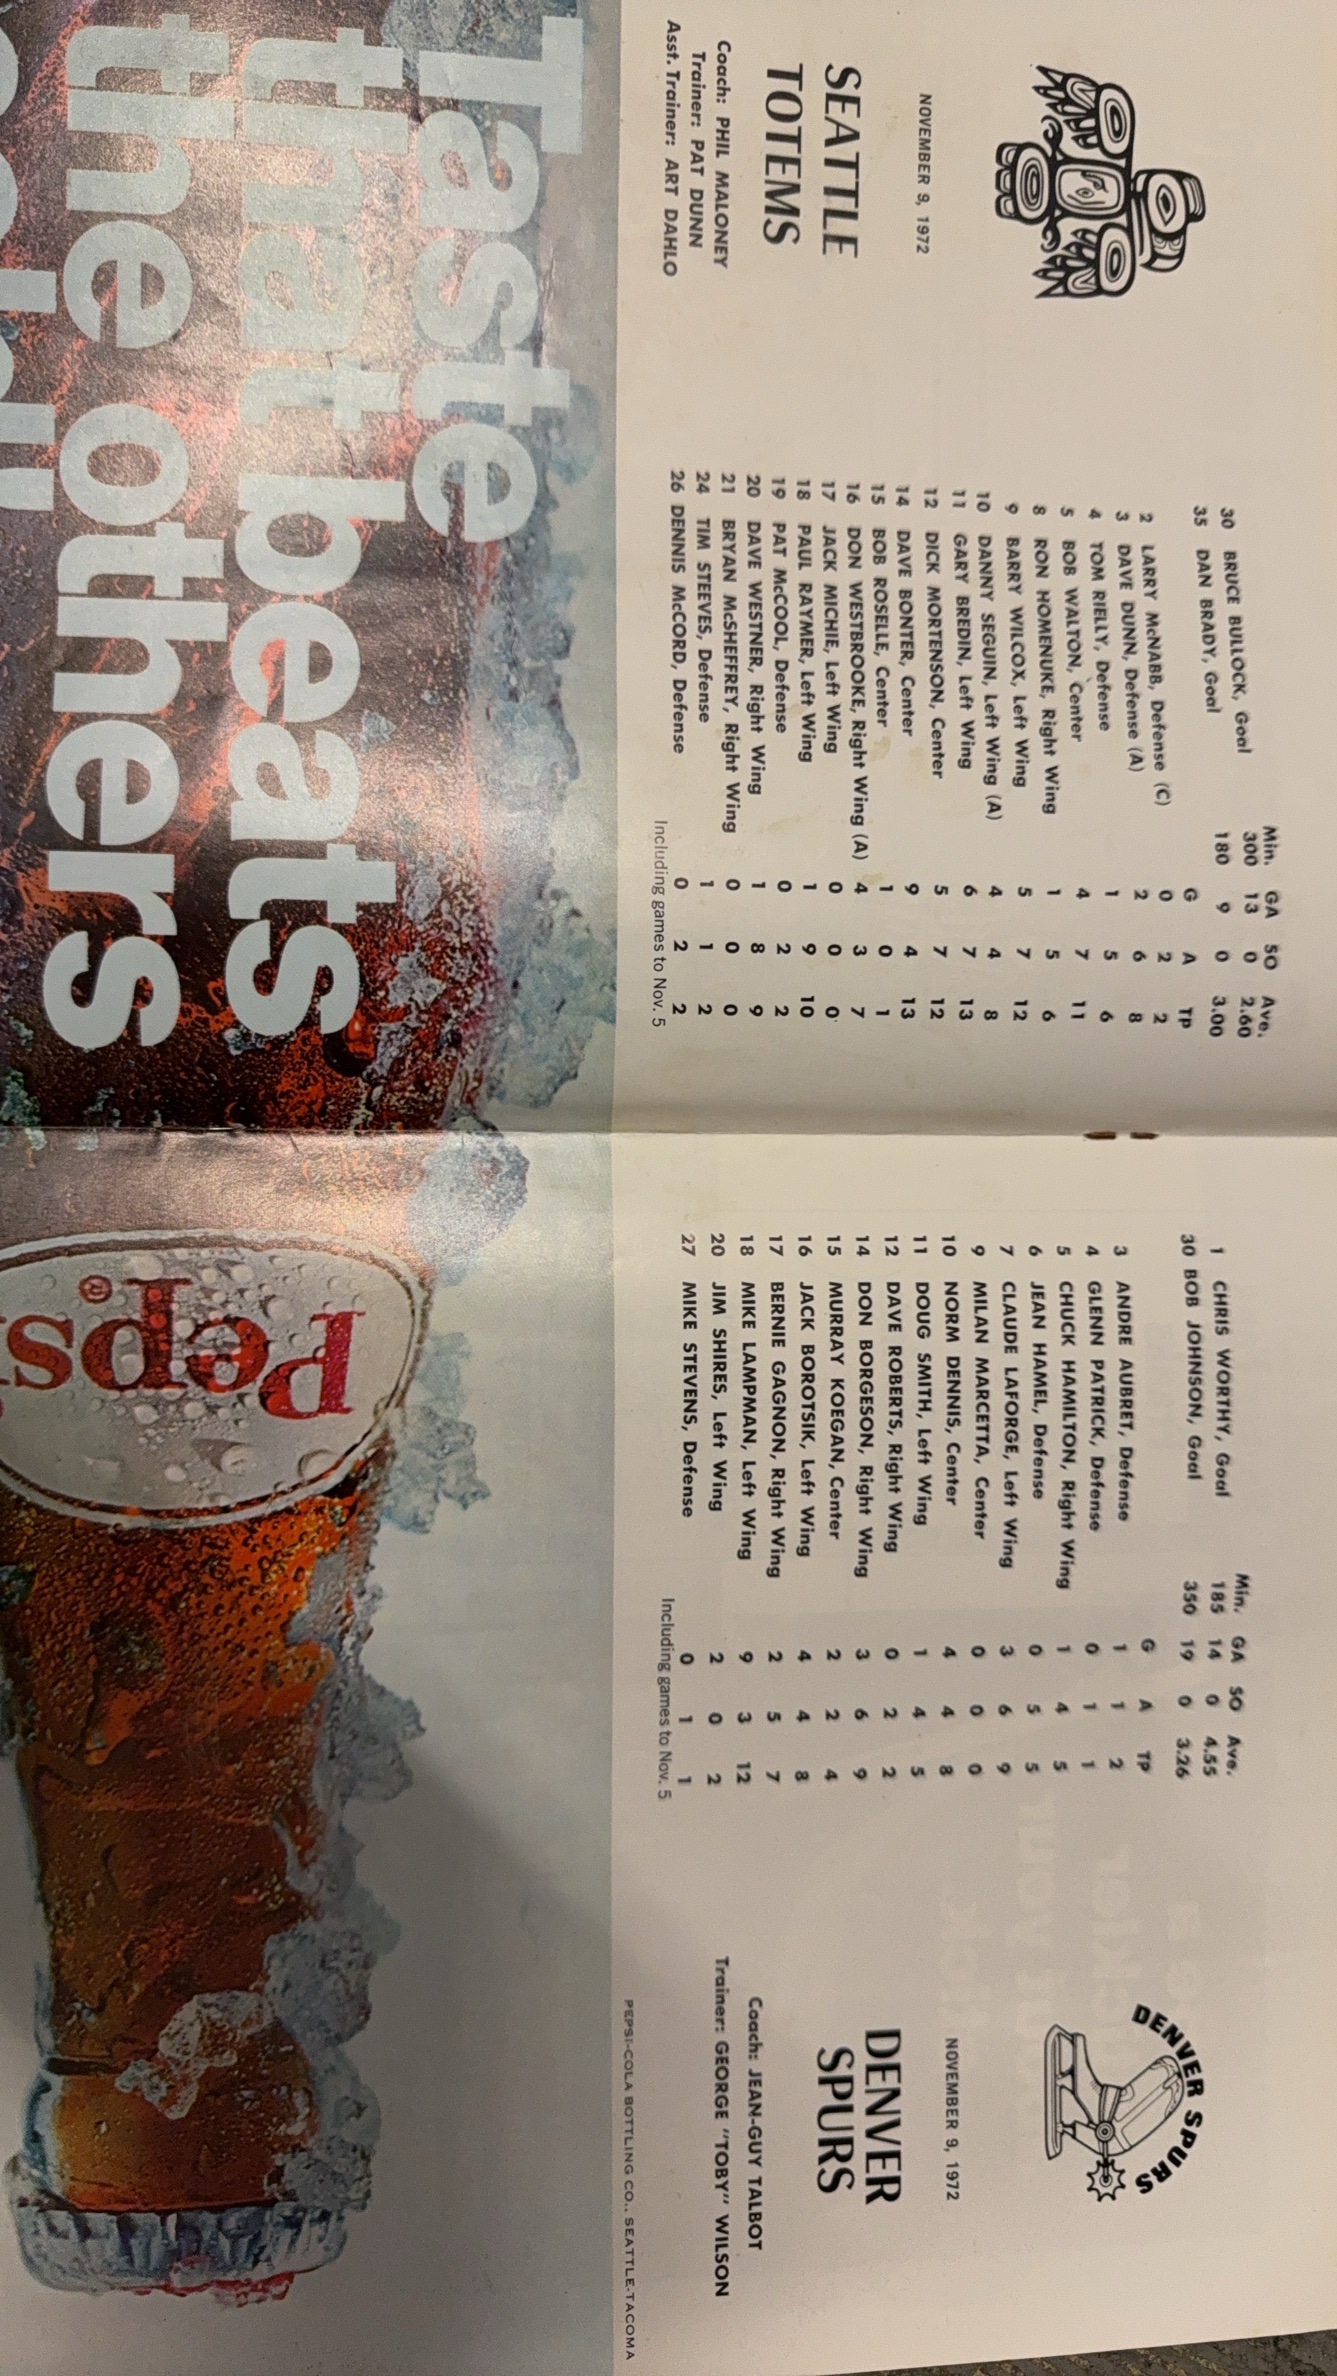 NOVEMBER 9, 1972
SEATTLE
TOTEMS
Coach: PHIL MALONEY
Trainer: PAT DUNN
Asst. Trainer: ART DAHLO
Min. GA SO Ave.
30 BRUCE BULLOCK, Goal 300 13 0 2.60
35 DAN BRADY, Goal 180 9 0 3.00
G A TP
2 LARRY McNABB, Defense (C) 0 2 2
3 DAVE DUNN, Defense (A) 2 6 8
4 TOM RIELLY, Defense 1 5 6
5 BOB WALTON, Center 4 7 11
8 RON HOMENUKE, Right Wing 1 5 6
9 BARRY WILCOX, Left Wing 5 7 12
10 DANNY SEGUIN, Left Wing (A) 4 4 8
11 GARY BREDIN, Left Wing 6 7 13
12 DICK MORTENSON, Center 5 7 12
14 DAVE BONTER, Center 9 4 13
15 BOB ROSELLE, Center 1 0 1
16 DON WESTBROOKE, Right Wing (A) 4 3 7
17 JACK MICHIE, Left Wing 0 0 0
18 PAUL RAYMER, Left Wing 1 9 10
19 PAT McCOOL, Defense 0 2 2
20 DAVE WESTNER, Right Wing 1 8 9
21 BRYAN McSHEFFREY, Right Wing 0 0 0
24 TIM STEEVES, Defense 1 1 2
26 DENNIS McCORD, Defense 0 2 2
Including games to Nov. 5
Min. GA SO Ave.
1 CHRIS WORTHY, Goal 185 14 0 4.55
30 BOB JOHNSON, Goal 350 19 0 3.26
G A TP
3 ANDRE AUBRET, Defense 1 1 2
4 GLENN PATRICK, Defense 0 1 1
5 CHUCK HAMILTON, Right Wing 1 4 5
6 JEAN HAMEL, Defense 0 5 5
7 CLAUDE LAFORGE, Left Wing 3 6 9
9 MILAN MARCETTA, Center 0 0 0
10 NORM DENNIS, Center 4 4 8
11 DOUG SMITH, Left Wing 1 4 5
12 DAVE ROBERTS, Right Wing 0 2 2
14 DON BORGESON, Right Wing 3 6 9
15 MURRAY KOEGAN, Center 2 2 4
16 JACK BOROTSIK, Left Wing 4 4 8
17 BERNIE GAGNON, Right Wing 2 5 7
18 MIKE LAMPMAN, Left Wing 9 3 12
20 JIM SHIRES, Left Wing 2 0 2
27 MIKE STEVENS, Defense 0 1 1
Including games to Nov. 5
DENVER SPURS
NOVEMBER 9, 1972
DENVER
SPURS
Coach: JEAN-GUY TALBOT
Trainer: GEORGE "TOBY" WILSON
PEPSI-COLA BOTTLING CO., SEATTLE-TACOMA
Taste
that beats
the others
Peps
®